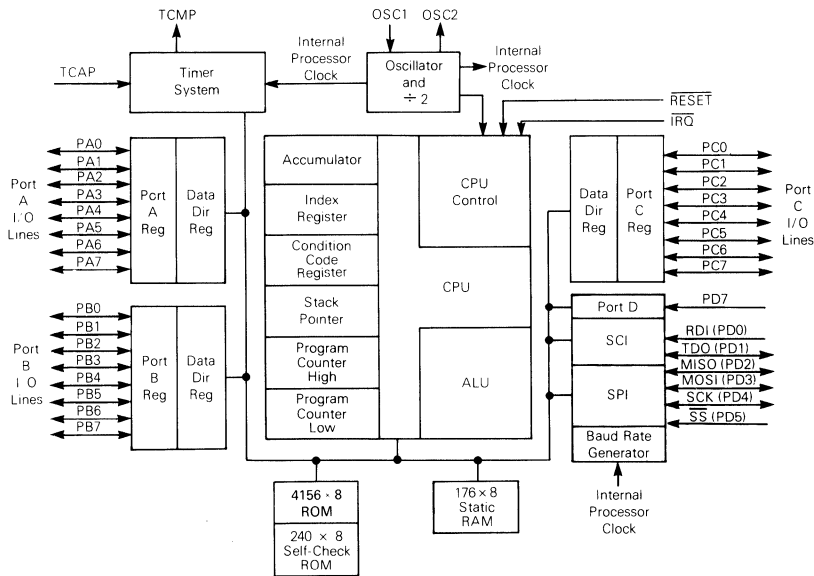 TCMP
OSC1
OSC2
TCAP
Timer
System
Internal
Processor
Clock
Oscillator
and
÷ 2
Internal
Processor
Clock
RESET
IRQ
Port
A
I/O
Lines
PA0
PA1
PA2
PA3
PA4
PA5
PA6
PA7
Port
A
Reg
Data
Dir
Reg
Accumulator
Index
Register
Condition
Code
Register
Stack
Pointer
Program
Counter
High
Program
Counter
Low
CPU
Control
CPU
ALU
Data
Dir
Reg
Port
C
Reg
PC0
PC1
PC2
PC3
PC4
PC5
PC6
PC7
Port
C
I/O
Lines
Port
B
I O
Lines
PB0
PB1
PB2
PB3
PB4
PB5
PB6
PB7
Port
B
Reg
Data
Dir
Reg
Port D
SCI
SPI
Baud Rate
Generator
PD7
RDI (PD0)
TDO (PD1)
MISO (PD2)
MOSI (PD3)
SCK (PD4)
SS (PD5)
Internal
Processor
Clock
4156 × 8
ROM
240 × 8
Self-Check
ROM
176 × 8
Static
RAM